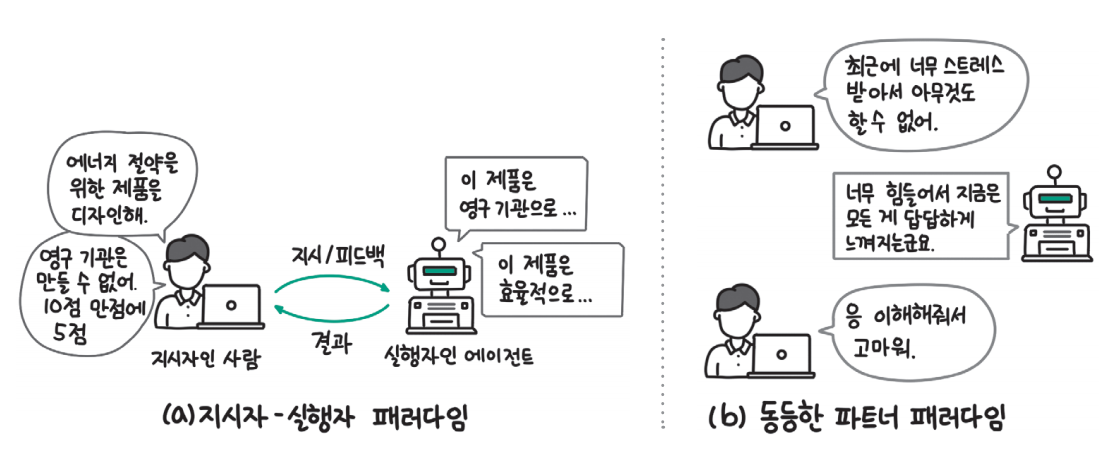 에너지 절약을
위한 제품을
디자인해.
영구 기관은
만들 수 없어.
10점 만점에
5점
지시자인 사람
지시/피드백
결과
이 제품은
영구 기관으로...
이 제품은
효율적으로...
실행자인 에이전트
(a) 지시자-실행자 패러다임
최근에 너무 스트레스
받아서 아무것도
할 수 없어.
너무 힘들어서 지금은
모든 게 답답하게
느껴지는군요.
응 이해해줘서
고마워.
(b) 동등한 파트너 패러다임